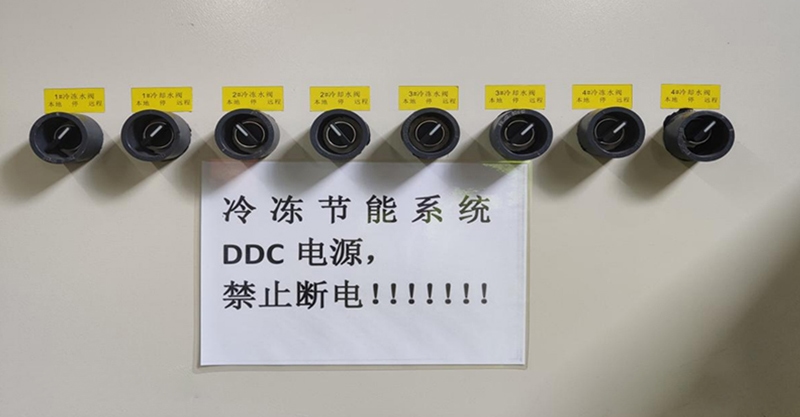 1#冷冻水阀
本地 停 远程
1#冷却水阀
本地 停 远程
2#冷冻水阀
本地 停 远程
2#冷却水阀
本地 停 远程
3#冷冻水阀
本地 停 远程
3#冷却水阀
本地 停 远程
4#冷冻水阀
本地 停 远程
4#冷却水阀
本地 停 远程
冷冻节能系统
DDC 电源，
禁止断电!!!!!!!